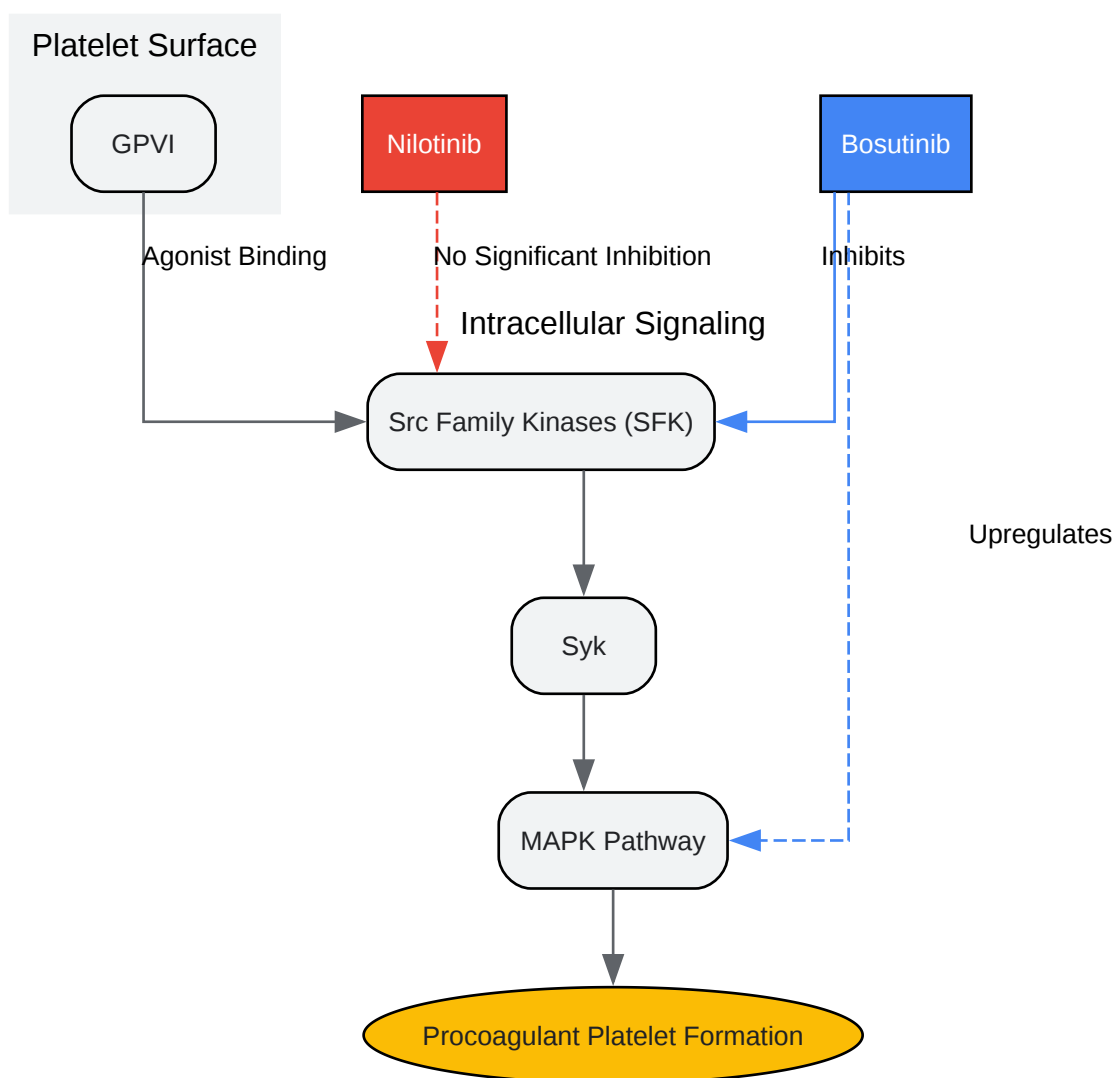 Platelet Surface
GPVI
Nilotinib
Bosutinib
Agonist Binding
No Significant Inhibition
Inhibits
Intracellular Signaling
Src Family Kinases (SFK)
Upregulates
Syk
MAPK Pathway
Procoagulant Platelet Formation